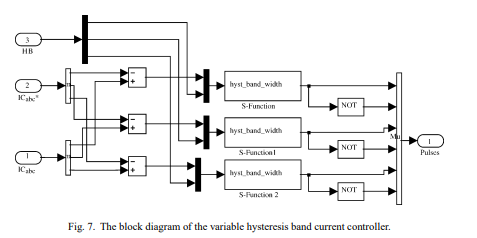 3
HB
2
ICabc*
1
ICabc
m
m
−
+
−
+
−
+
hyst_band_width
S-Function
NOT
hyst_band_width
S-Function1
NOT
hyst_band_width
S-Function 2
NOT
Mu
1
Pulses
Fig. 7. The block diagram of the variable hysteresis band current controller.